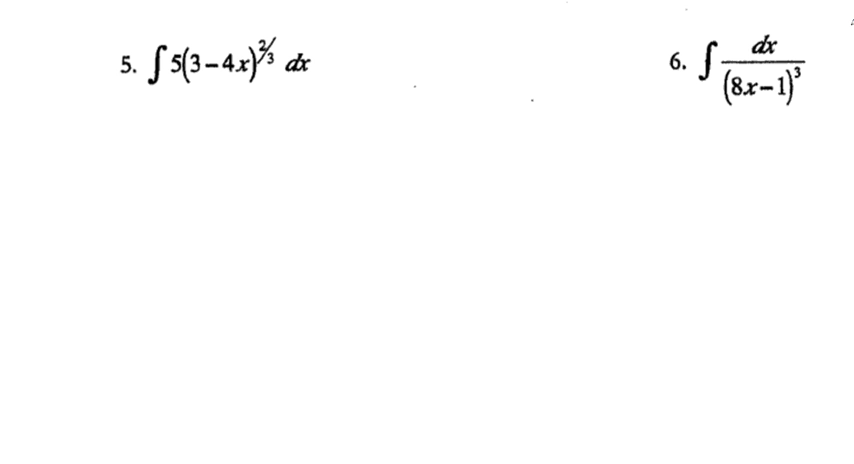 5. ∫ 5(3 – 4x)^{2/3} dx
6. ∫ dx/(8x – 1)^3